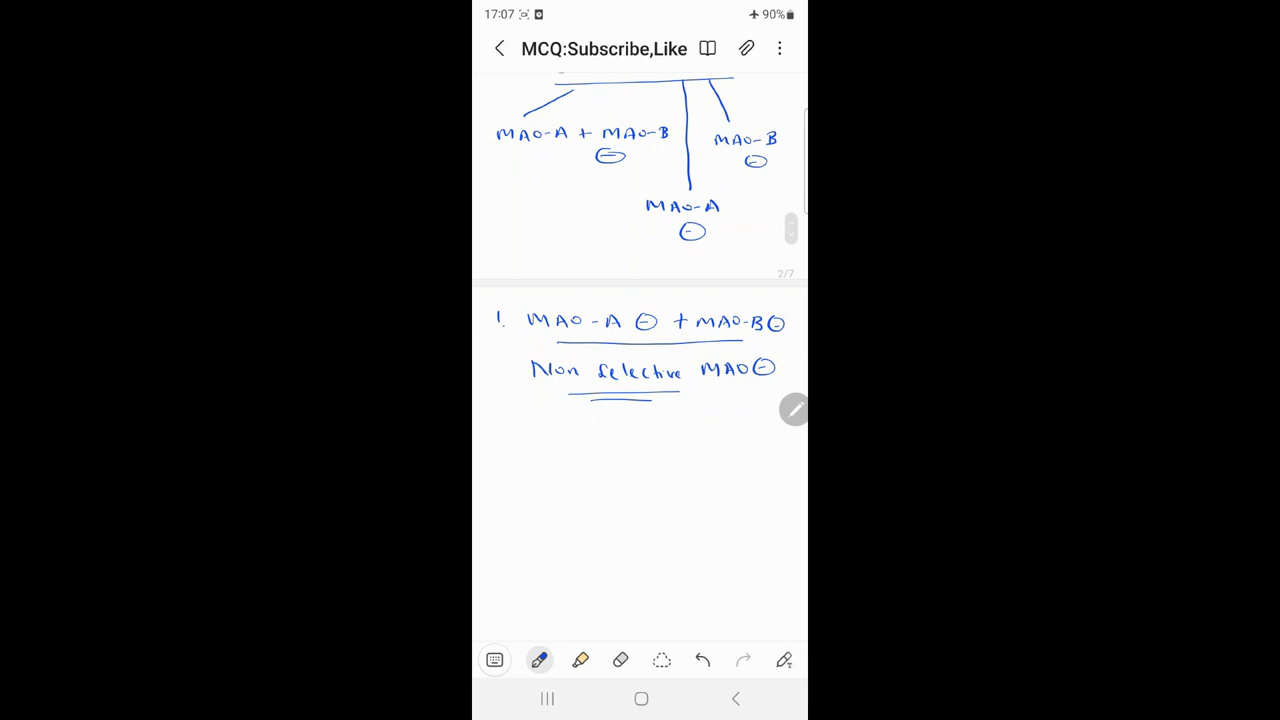 17:07 90%
MCQ:Subscribe,Like
MAO-A + MAO-B
MAO-B
MAO-A
2/7
1. MAO-A ⊖ + MAO-B ⊖
Non Selective MAO ⊖